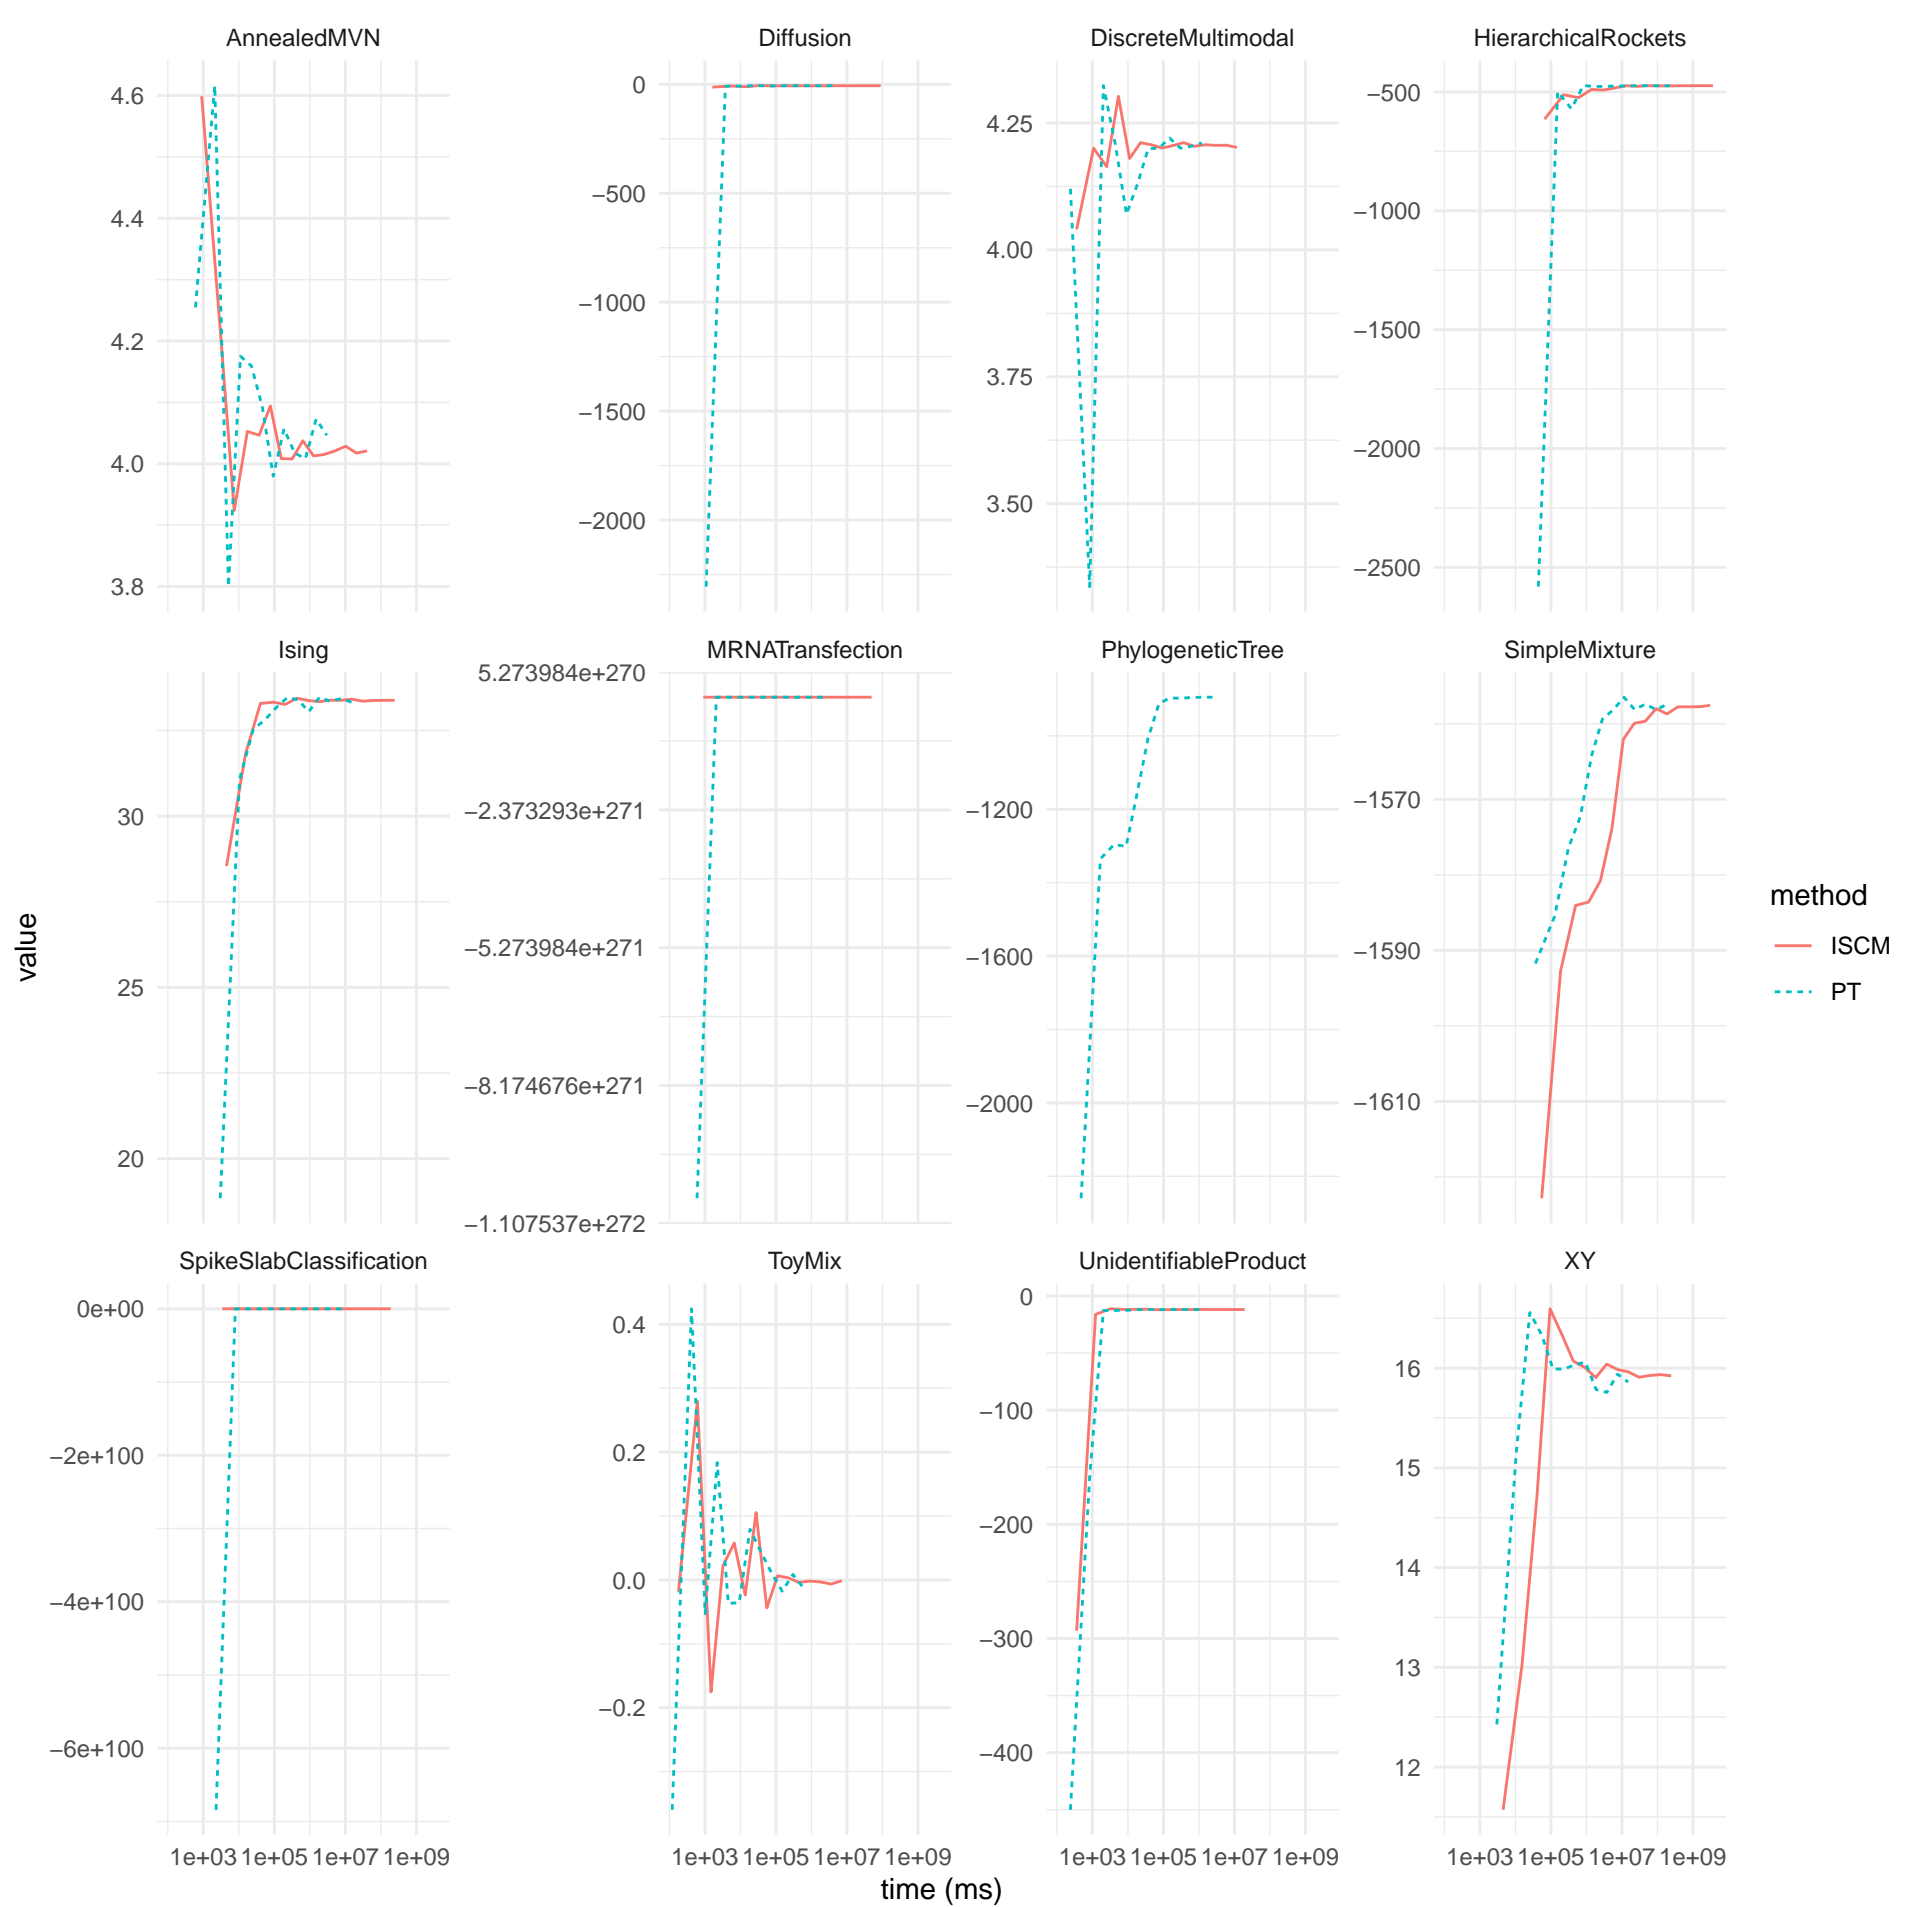 AnnealedMVN
Diffusion
DiscreteMultimodal
HierarchicalRockets
4.6
4.4
4.2
4.0
3.8
0
−500
−1000
−1500
−2000
4.25
4.00
3.75
3.50
−500
−1000
−1500
−2000
−2500
Ising
MRNATransfection
PhylogeneticTree
SimpleMixture
30
25
20
5.273984e+270
−2.373293e+271
−5.273984e+271
−8.174676e+271
−1.107537e+272
−1200
−1600
−2000
−1570
−1590
−1610
SpikeSlabClassification
ToyMix
UnidentifiableProduct
XY
0e+00
−2e+100
−4e+100
−6e+100
0.4
0.2
0.0
−0.2
0
−100
−200
−300
−400
16
15
14
13
12
1e+03 1e+05 1e+07 1e+09
1e+03 1e+05 1e+07 1e+09
1e+03 1e+05 1e+07 1e+09
1e+03 1e+05 1e+07 1e+09
time (ms)
value
method
ISCM
PT